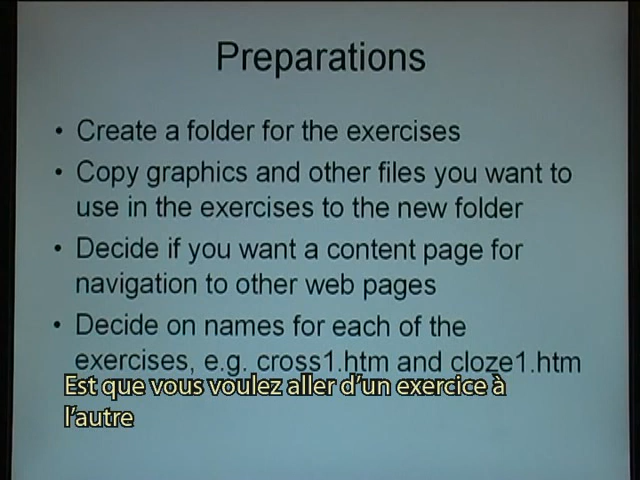 Preparations
• Create a folder for the exercises
• Copy graphics and other files you want to
use in the exercises to the new folder
• Decide if you want a content page for
navigation to other web pages
• Decide on names for each of the
exercises, e.g. cross1.htm and cloze1.htm
Est que vous voulez aller d'un exercice à
l'autre